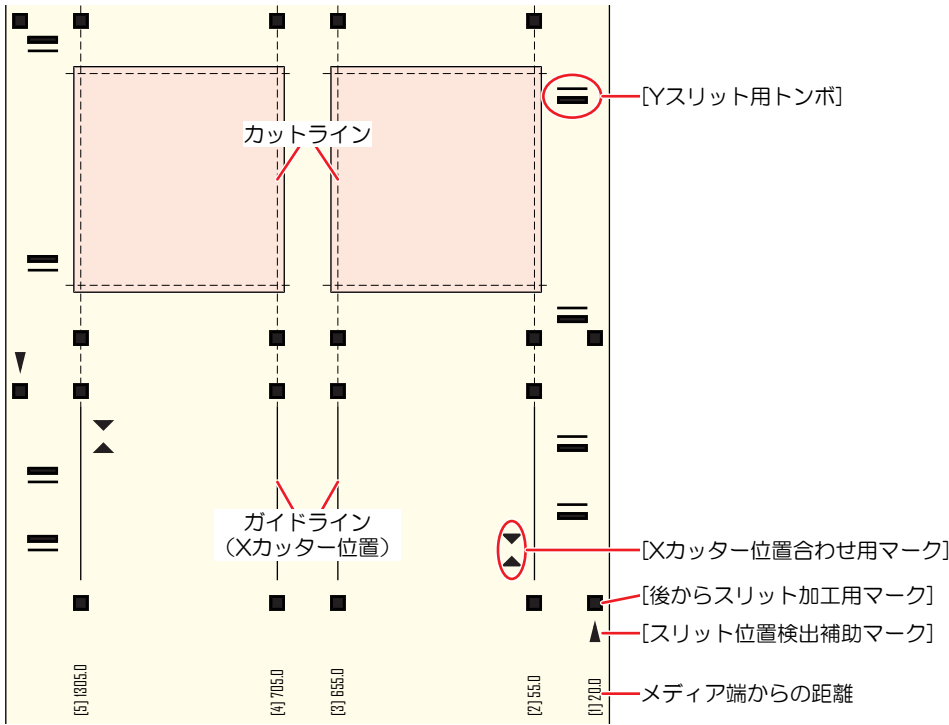 [Yスリット用トンボ]
カットライン
ガイドライン
(Xカッター位置)
[Xカッター位置合わせ用マーク]
[後からスリット加工用マーク]
[スリット位置検出補助マーク]
メディア端からの距離
[5] 1305.0
[4] 705.0
[3] 655.0
[2] 55.0
[1] 20.0